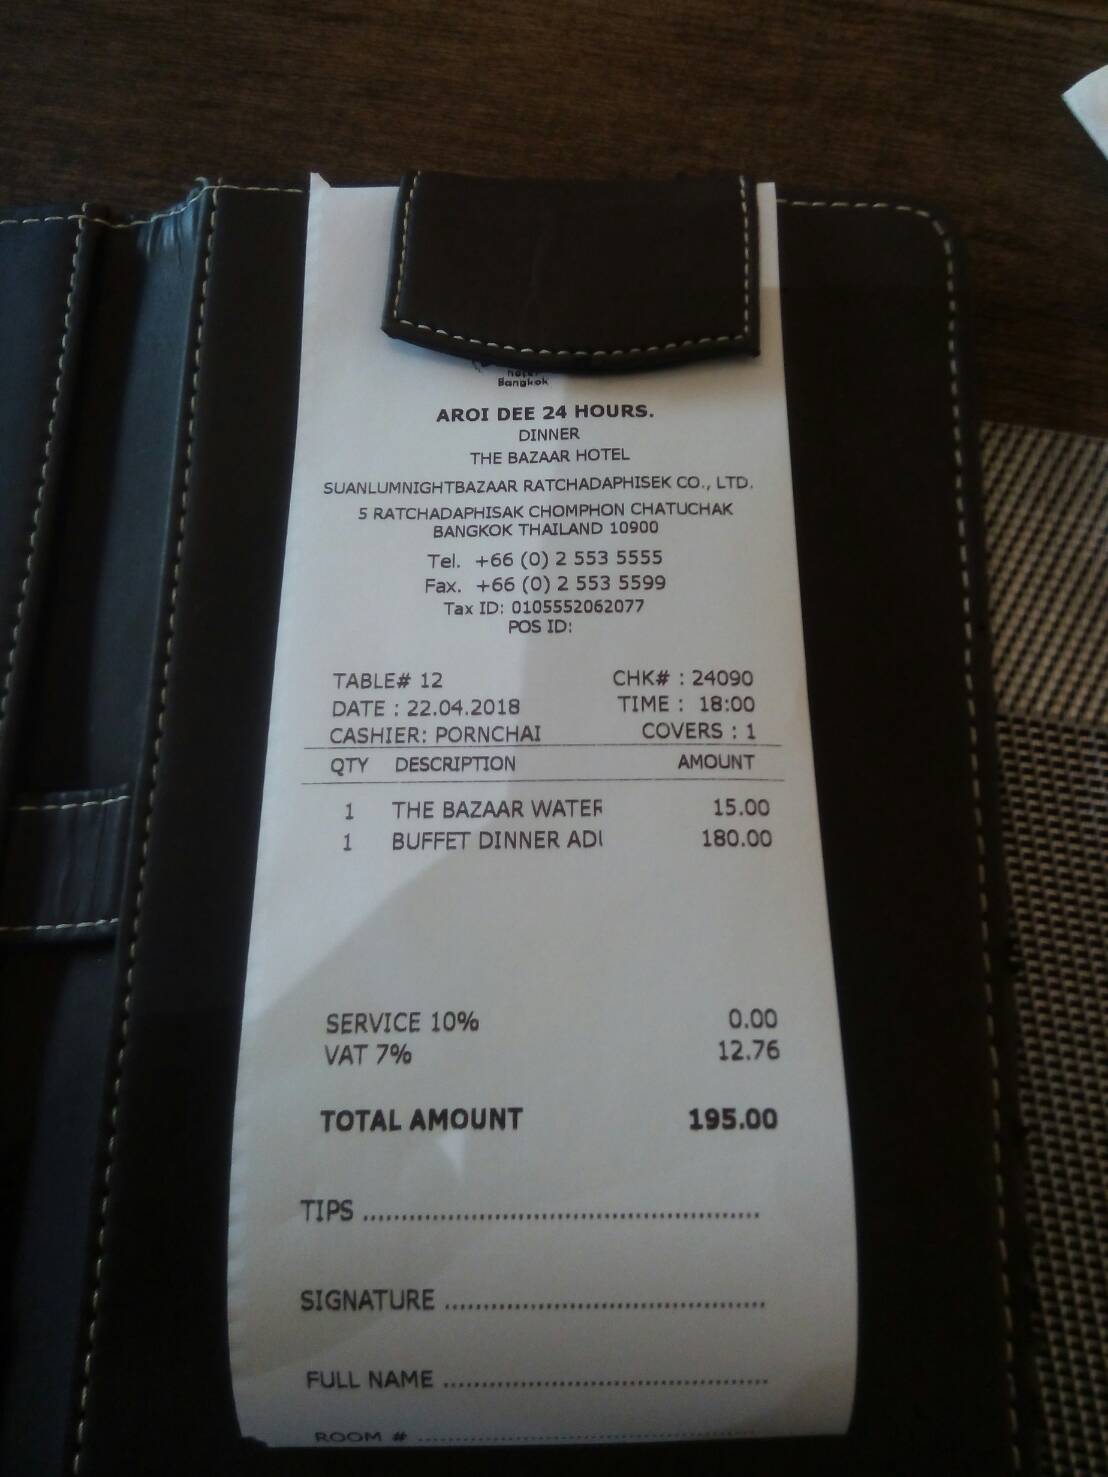 Bangkok
AROI DEE 24 HOURS.
DINNER
THE BAZAAR HOTEL
SUANLUMNIGHTBAZAAR RATCHADAPHISEK CO., LTD.
5 RATCHADAPHISAK CHOMPHON CHATUCHAK
BANGKOK THAILAND 10900
Tel. +66 (0) 2 553 5555
Fax. +66 (0) 2 553 5599
Tax ID: 0105552062077
POS ID:
TABLE# 12 CHK# : 24090
DATE : 22.04.2018 TIME : 18:00
CASHIER: PORNCHAI COVERS : 1
QTY DESCRIPTION AMOUNT
1 THE BAZAAR WATER 15.00
1 BUFFET DINNER ADU 180.00
SERVICE 10% 0.00
VAT 7% 12.76
TOTAL AMOUNT 195.00
TIPS ....................................................
SIGNATURE ..........................................
FULL NAME ..........................................
ROOM # ..............................................